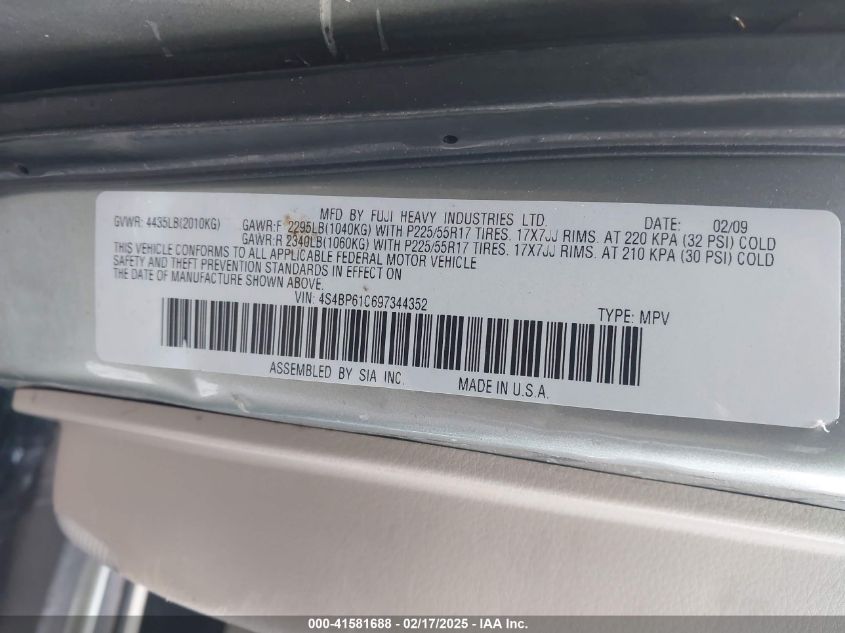 MFD BY FUJI HEAVY INDUSTRIES LTD. DATE: 02/09
GVWR: 4435LB(2010KG) GAWR:F 2295LB(1040KG) WITH P225/55R17 TIRES. 17X7JJ RIMS. AT 220 KPA (32 PSI) COLD
GAWR:R 2340LB(1060KG) WITH P225/55R17 TIRES. 17X7JJ RIMS. AT 210 KPA (30 PSI) COLD
THIS VEHICLE CONFORMS TO ALL APPLICABLE FEDERAL MOTOR VEHICLE
SAFETY AND THEFT PREVENTION STANDARDS IN EFFECT ON
THE DATE OF MANUFACTURE SHOWN ABOVE.
VIN: 4S4BP61C697344352 TYPE: MPV
ASSEMBLED BY SIA INC. MADE IN U.S.A.
000-41581688 - 02/17/2025 - IAA Inc.